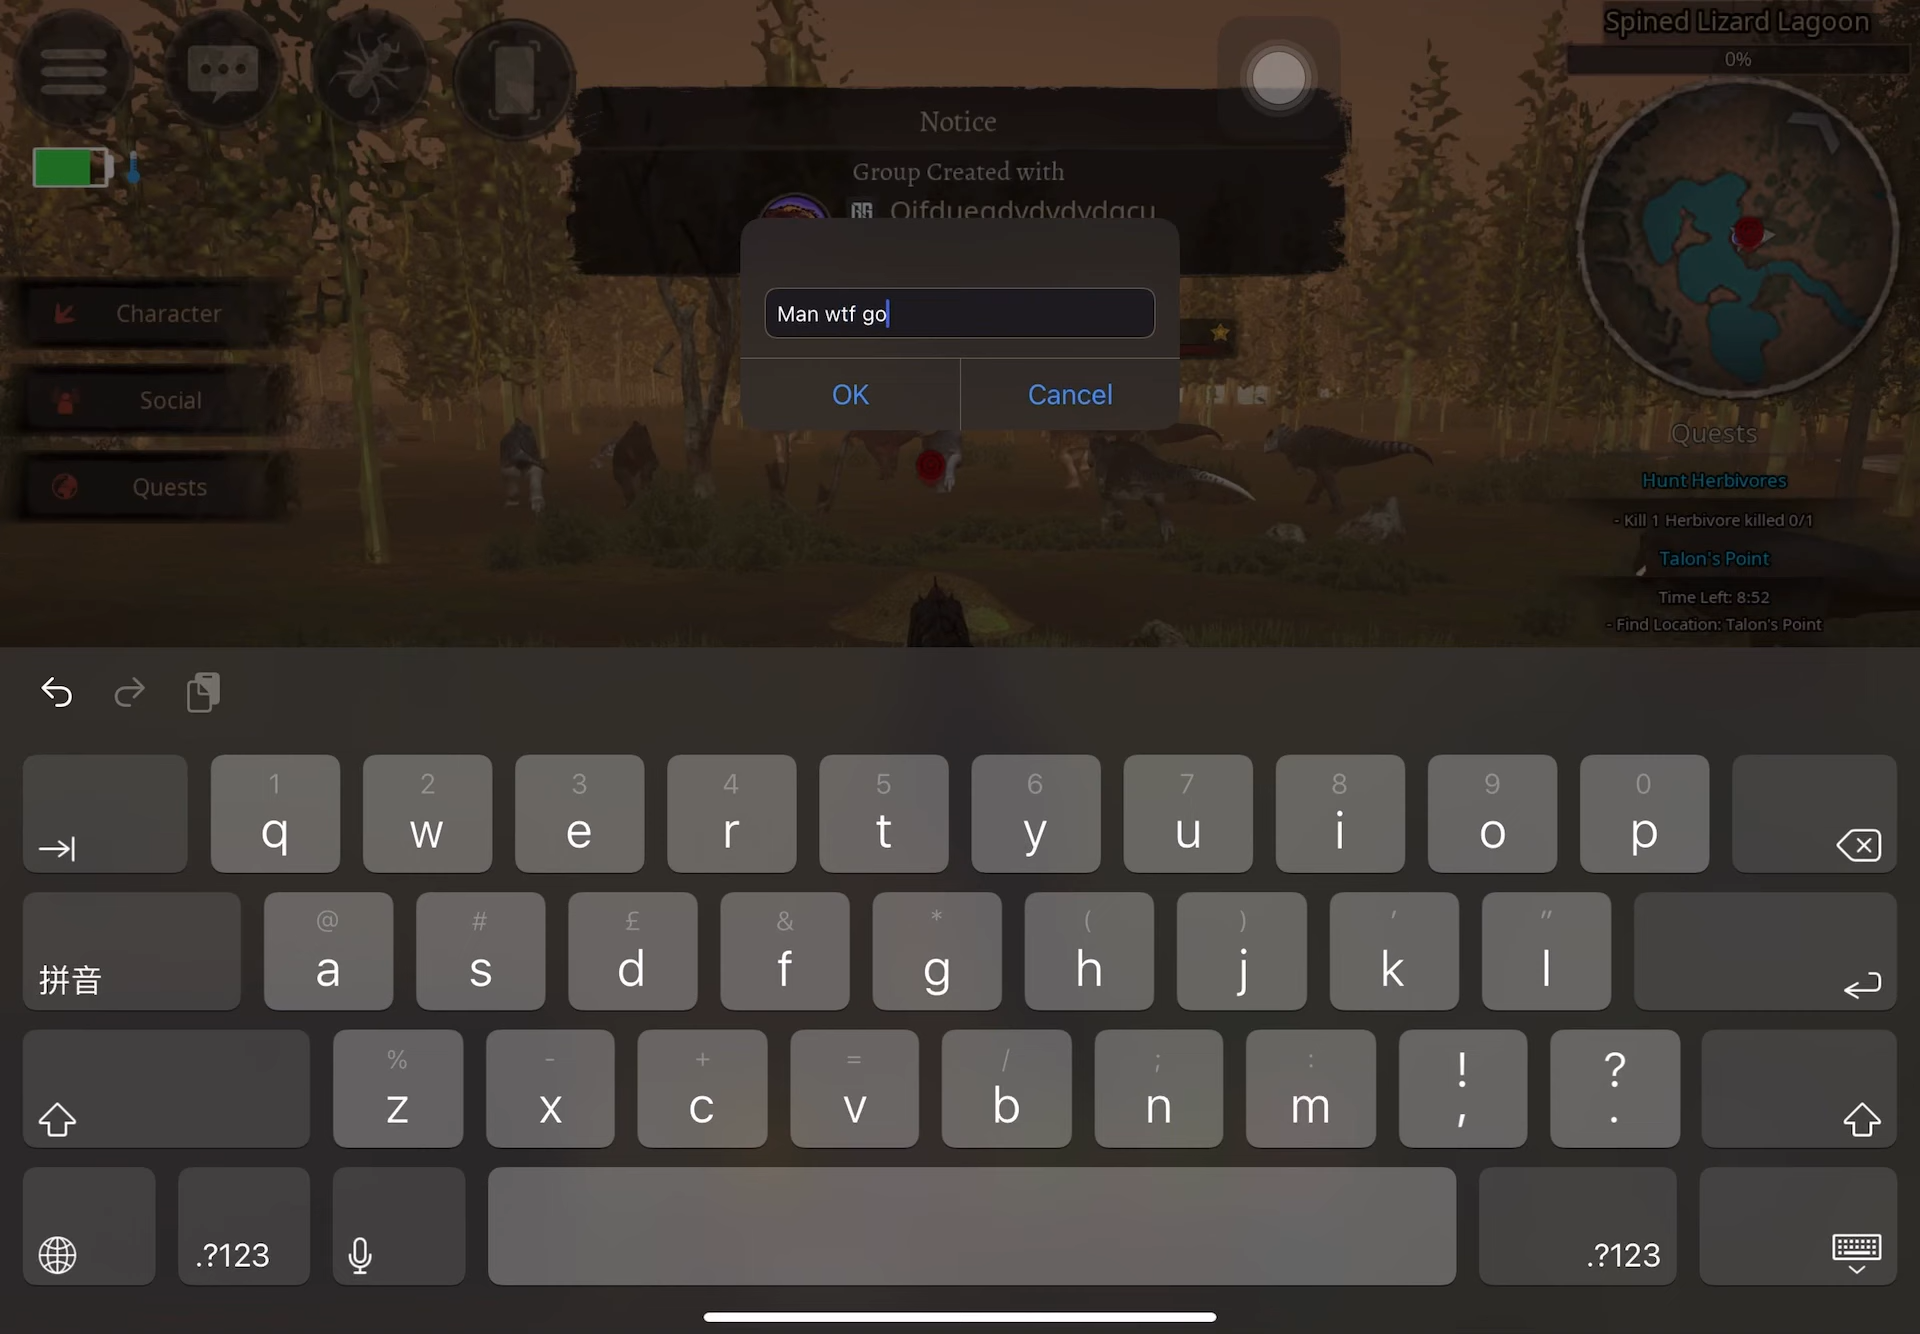 Spined Lizard Lagoon
0%
Notice
Group Created with
GG Oifduegdydydydgcu
Man wtf go
OK
Cancel
Character
Social
Quests
Quests
Hunt Herbivores
- Kill 1 Herbivore killed 0/1
Talon's Point
Time Left: 8:52
- Find Location: Talon's Point
1 2 3 4 5 6 7 8 9 0
q w e r t y u i o p
@ # £ & * ( ) ' "
拼音 a s d f g h j k l
% - + = / ; : ! ?
z x c v b n m , .
.?123 .?123